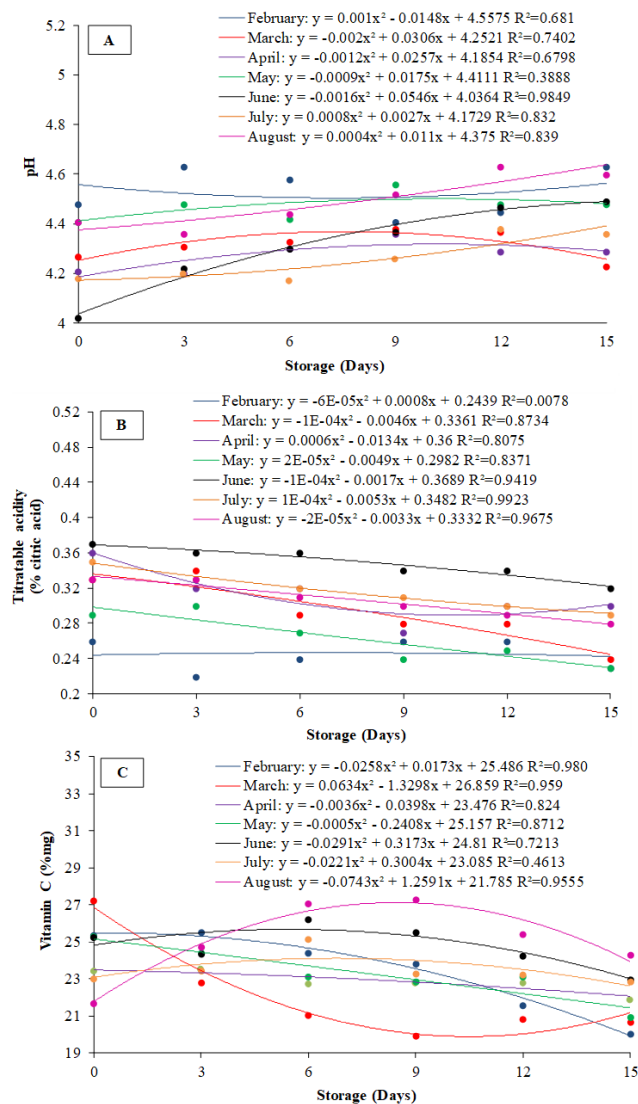 A
February: y = 0.001x² - 0.0148x + 4.5575 R²=0.681
March: y = -0.002x² + 0.0306x + 4.2521 R²=0.7402
April: y = -0.0012x² + 0.0257x + 4.1854 R²=0.6798
May: y = -0.0009x² + 0.0175x + 4.4111 R²=0.3888
June: y = -0.0016x² + 0.0546x + 4.0364 R²=0.9849
July: y = 0.0008x² + 0.0027x + 4.1729 R²=0.832
August: y = 0.0004x² + 0.011x + 4.375 R²=0.839
5.4
5.2
5
4.8
4.6
4.4
4.2
4
pH
0 3 6 9 12 15
Storage (Days)
B
February: y = -6E-05x² + 0.0008x + 0.2439 R²=0.0078
March: y = -1E-04x² - 0.0046x + 0.3361 R²=0.8734
April: y = 0.0006x² - 0.0134x + 0.36 R²=0.8075
May: y = 2E-05x² - 0.0049x + 0.2982 R²=0.8371
June: y = -1E-04x² - 0.0017x + 0.3689 R²=0.9419
July: y = 1E-04x² - 0.0053x + 0.3482 R²=0.9923
August: y = -2E-05x² - 0.0033x + 0.3332 R²=0.9675
0.52
0.48
0.44
0.4
0.36
0.32
0.28
0.24
0.2
Titratable acidity
(% citric acid)
0 3 6 9 12 15
Storage (Days)
C
February: y = -0.0258x² + 0.0173x + 25.486 R²=0.980
March: y = 0.0634x² - 1.3298x + 26.859 R²=0.959
April: y = -0.0036x² - 0.0398x + 23.476 R²=0.824
May: y = -0.0005x² - 0.2408x + 25.157 R²=0.8712
June: y = -0.0291x² + 0.3173x + 24.81 R²=0.7213
July: y = -0.0221x² + 0.3004x + 23.085 R²=0.4613
August: y = -0.0743x² + 1.2591x + 21.785 R²=0.9555
35
33
31
29
27
25
23
21
19
Vitamin C (%mg)
0 3 6 9 12 15
Storage (Days)